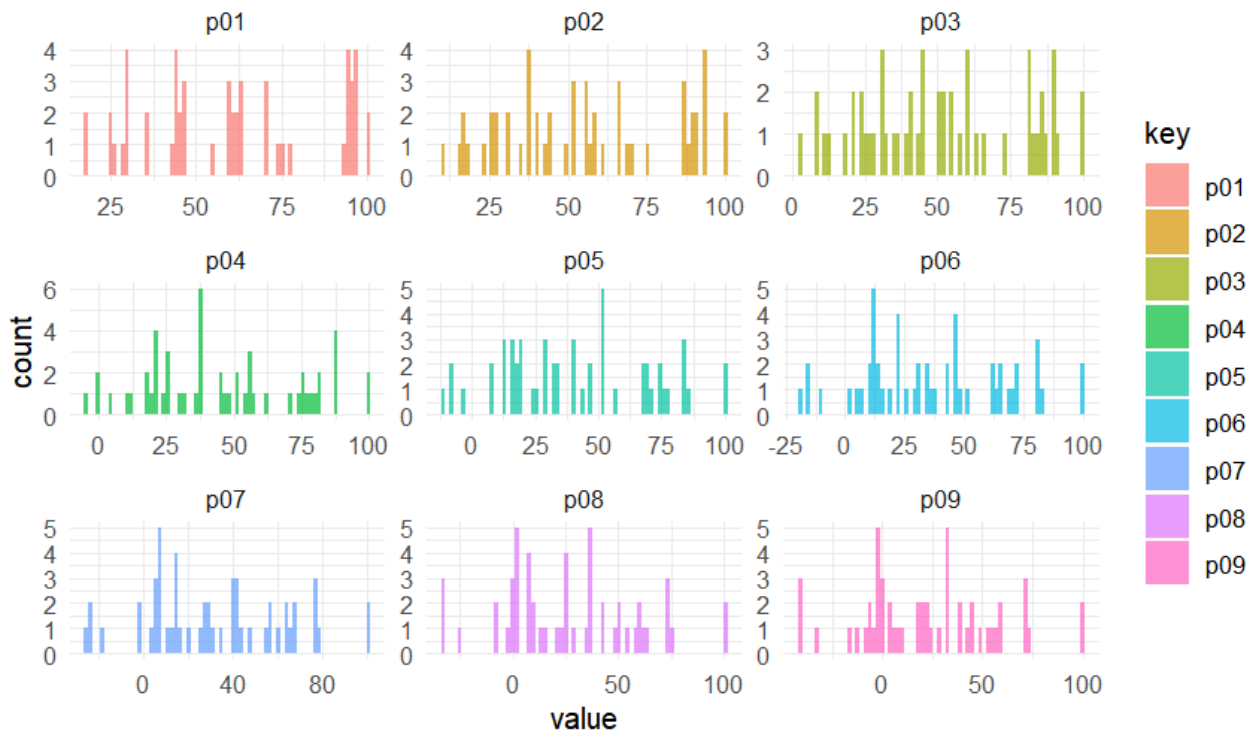 p01 p02 p03
4 4 3
3 3
2 2 2
1 1 1
0 0 0
25 50 75 100 25 50 75 100 0 25 50 75 100
p04 p05 p06
6 5 5
4 4
4 3 3
2 2 2
1 1
0 0 0
0 25 50 75 100 0 25 50 75 100 -25 0 25 50 75 100
p07 p08 p09
5 5 5
4 4 4
3 3 3
2 2 2
1 1 1
0 0 0
0 40 80 0 50 100 0 50 100
count
value
key
p01
p02
p03
p04
p05
p06
p07
p08
p09